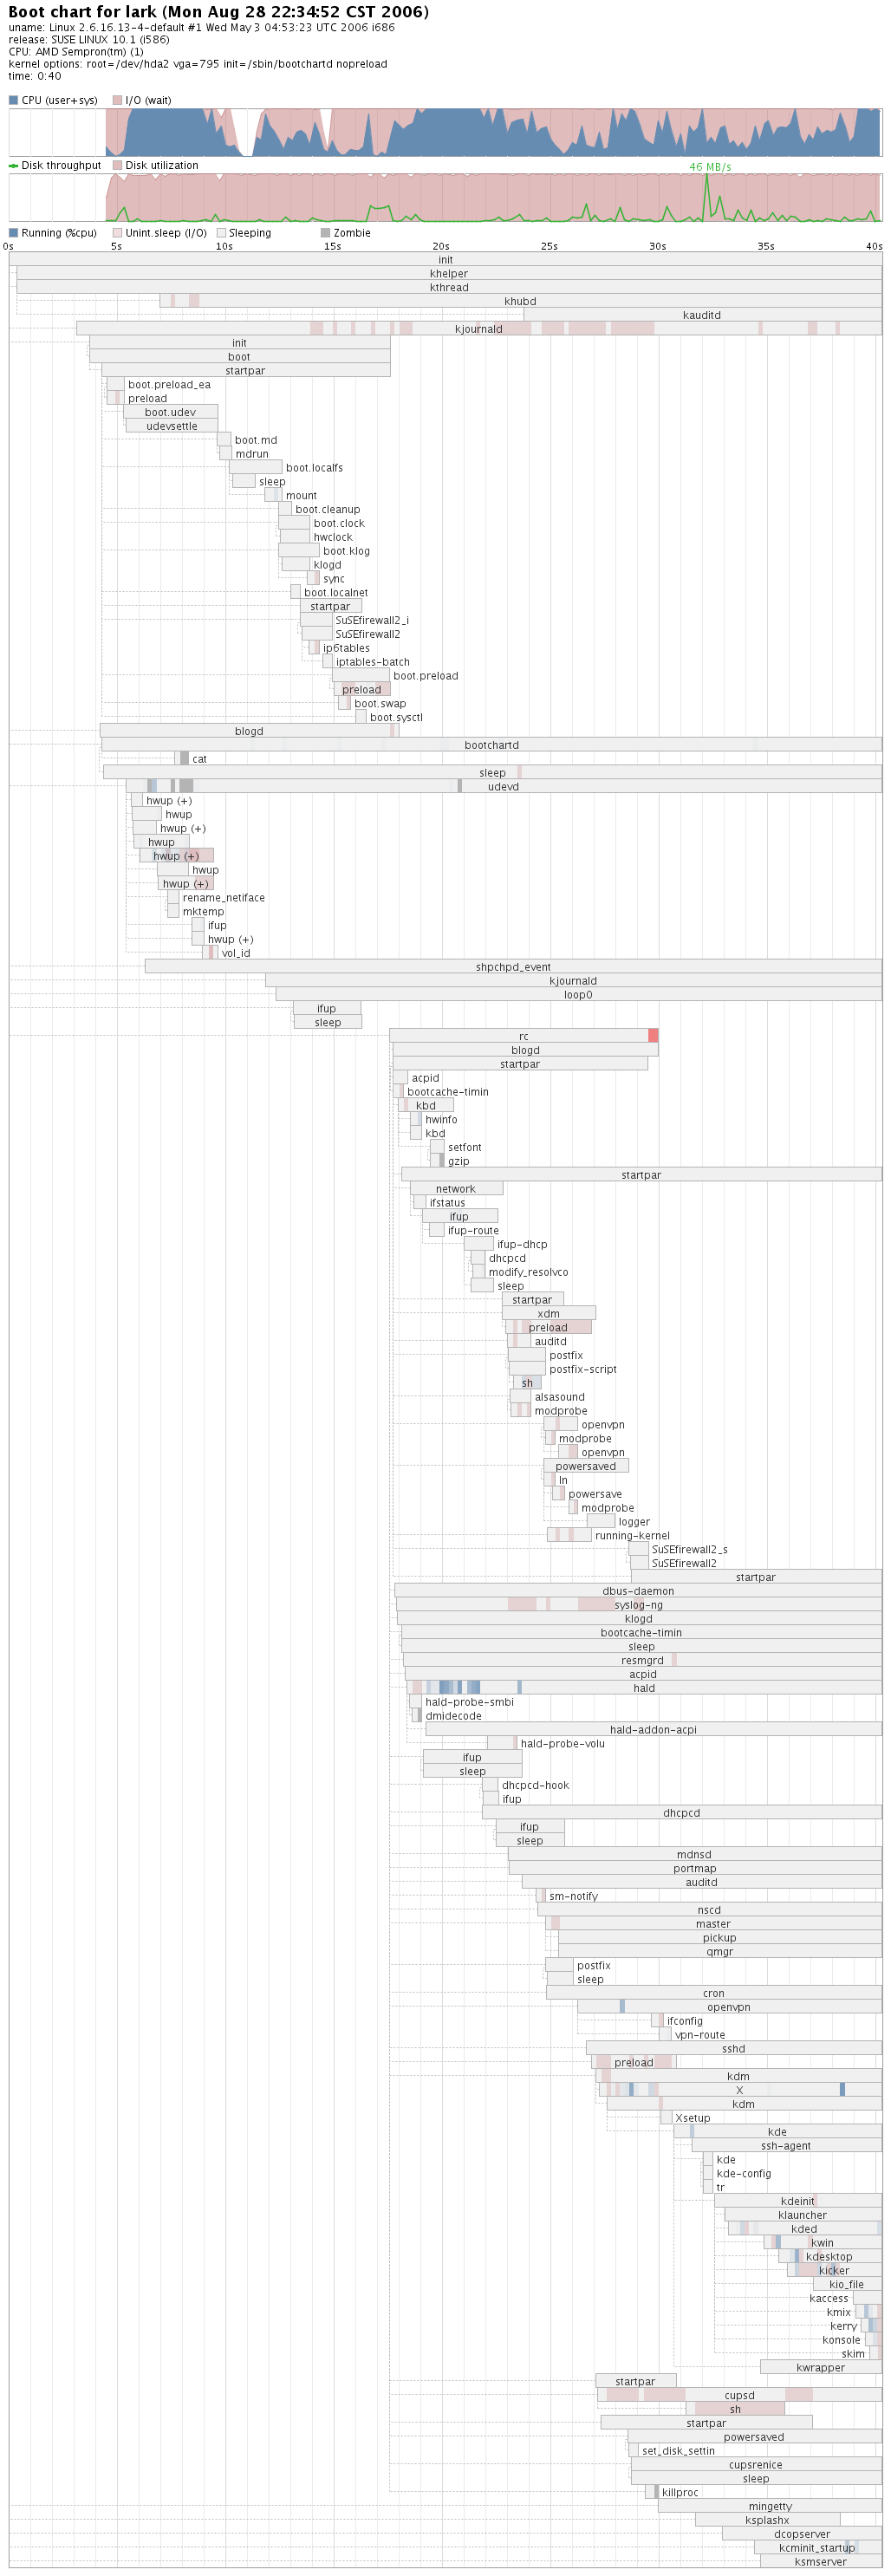 Boot chart for lark (Mon Aug 28 22:34:52 CST 2006)
uname: Linux 2.6.16.13-4-default #1 Wed May 3 04:53:23 UTC 2006 i686
release: SUSE LINUX 10.1 (i586)
CPU: AMD Sempron(tm) (1)
kernel options: root=/dev/hda2 vga=795 init=/sbin/bootchartd nopreload
time: 0:40
CPU (user+sys) I/O (wait)
Disk throughput Disk utilization 46 MB/s
Running (%cpu) Unint.sleep (I/O) Sleeping Zombie
0s 5s 10s 15s 20s 25s 30s 35s 40s
init
khelper
kthread
khubd
kauditd
kjournald
init
boot
startpar
boot.preload_ea
preload
boot.udev
udevsettle
boot.md
mdrun
boot.localfs
sleep
mount
boot.cleanup
boot.clock
hwclock
boot.klog
klogd
sync
boot.localnet
startpar
SuSEfirewall2_i
SuSEfirewall2
ip6tables
iptables-batch
boot.preload
preload
boot.swap
boot.sysctl
blogd
bootchartd
cat
sleep
udevd
hwup (+)
hwup
hwup (+)
hwup
hwup (+)
hwup
hwup (+)
rename_netiface
mktemp
ifup
hwup (+)
vol_id
shpchpd_event
kjournald
loop0
ifup
sleep
rc
blogd
startpar
acpid
bootcache-timin
kbd
hwinfo
kbd
setfont
gzip
startpar
network
ifstatus
ifup
ifup-route
ifup-dhcp
dhcpcd
modify_resolvco
sleep
startpar
xdm
preload
auditd
postfix
postfix-script
sh
alsasound
modprobe
openvpn
modprobe
openvpn
powersaved
ln
powersave
modprobe
logger
running-kernel
SuSEfirewall2_s
SuSEfirewall2
startpar
dbus-daemon
syslog-ng
klogd
bootcache-timin
sleep
resmgrd
acpid
hald
hald-probe-smbi
dmidecode
hald-addon-acpi
hald-probe-volu
ifup
sleep
dhcpcd-hook
ifup
dhcpcd
ifup
sleep
mdnsd
portmap
auditd
sm-notify
nscd
master
pickup
qmgr
postfix
sleep
cron
openvpn
ifconfig
vpn-route
sshd
preload
kdm
X
kdm
Xsetup
kde
ssh-agent
kde
kde-config
tr
kdeinit
klauncher
kded
kwin
kdesktop
kicker
kio_file
kaccess
kmix
kerry
konsole
skim
kwrapper
startpar
cupsd
sh
startpar
powersaved
set_disk_settin
cupsrenice
sleep
killproc
mingetty
ksplashx
dcopserver
kcminit_startup
ksmserver